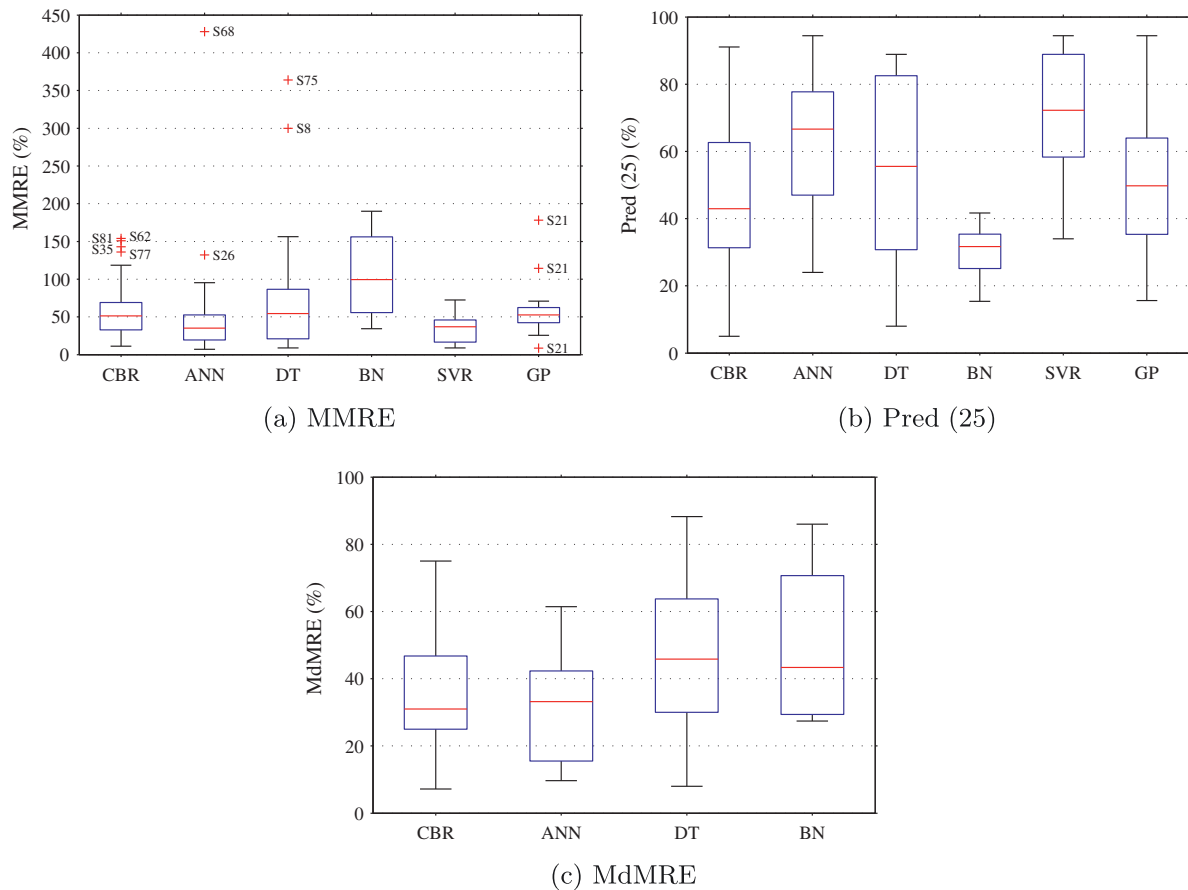 450
400
350
300
250
200
150
100
50
0
MMRE (%)
S68
S75
S8
S81
S62
S35
S77
S26
S21
S21
S21
CBR ANN DT BN SVR GP
(a) MMRE
100
80
60
40
20
0
Pred (25) (%)
CBR ANN DT BN SVR GP
(b) Pred (25)
100
80
60
40
20
0
MdMRE (%)
CBR ANN DT BN
(c) MdMRE